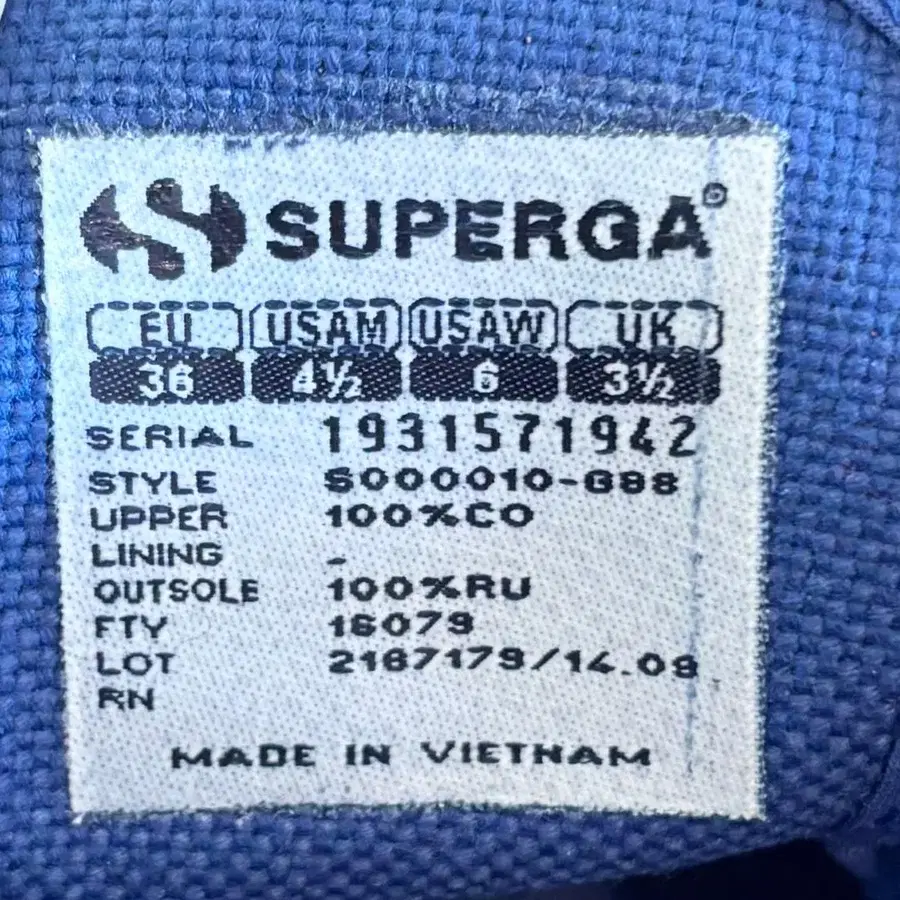 SUPERGA®
EU USAM USAW UK
36 4½ 6 3½
SERIAL 1931571942
STYLE S000010-G88
UPPER 100%CO
LINING -
OUTSOLE 100%RU
FTY 16079
LOT 2167179/14.09
RN
MADE IN VIETNAM